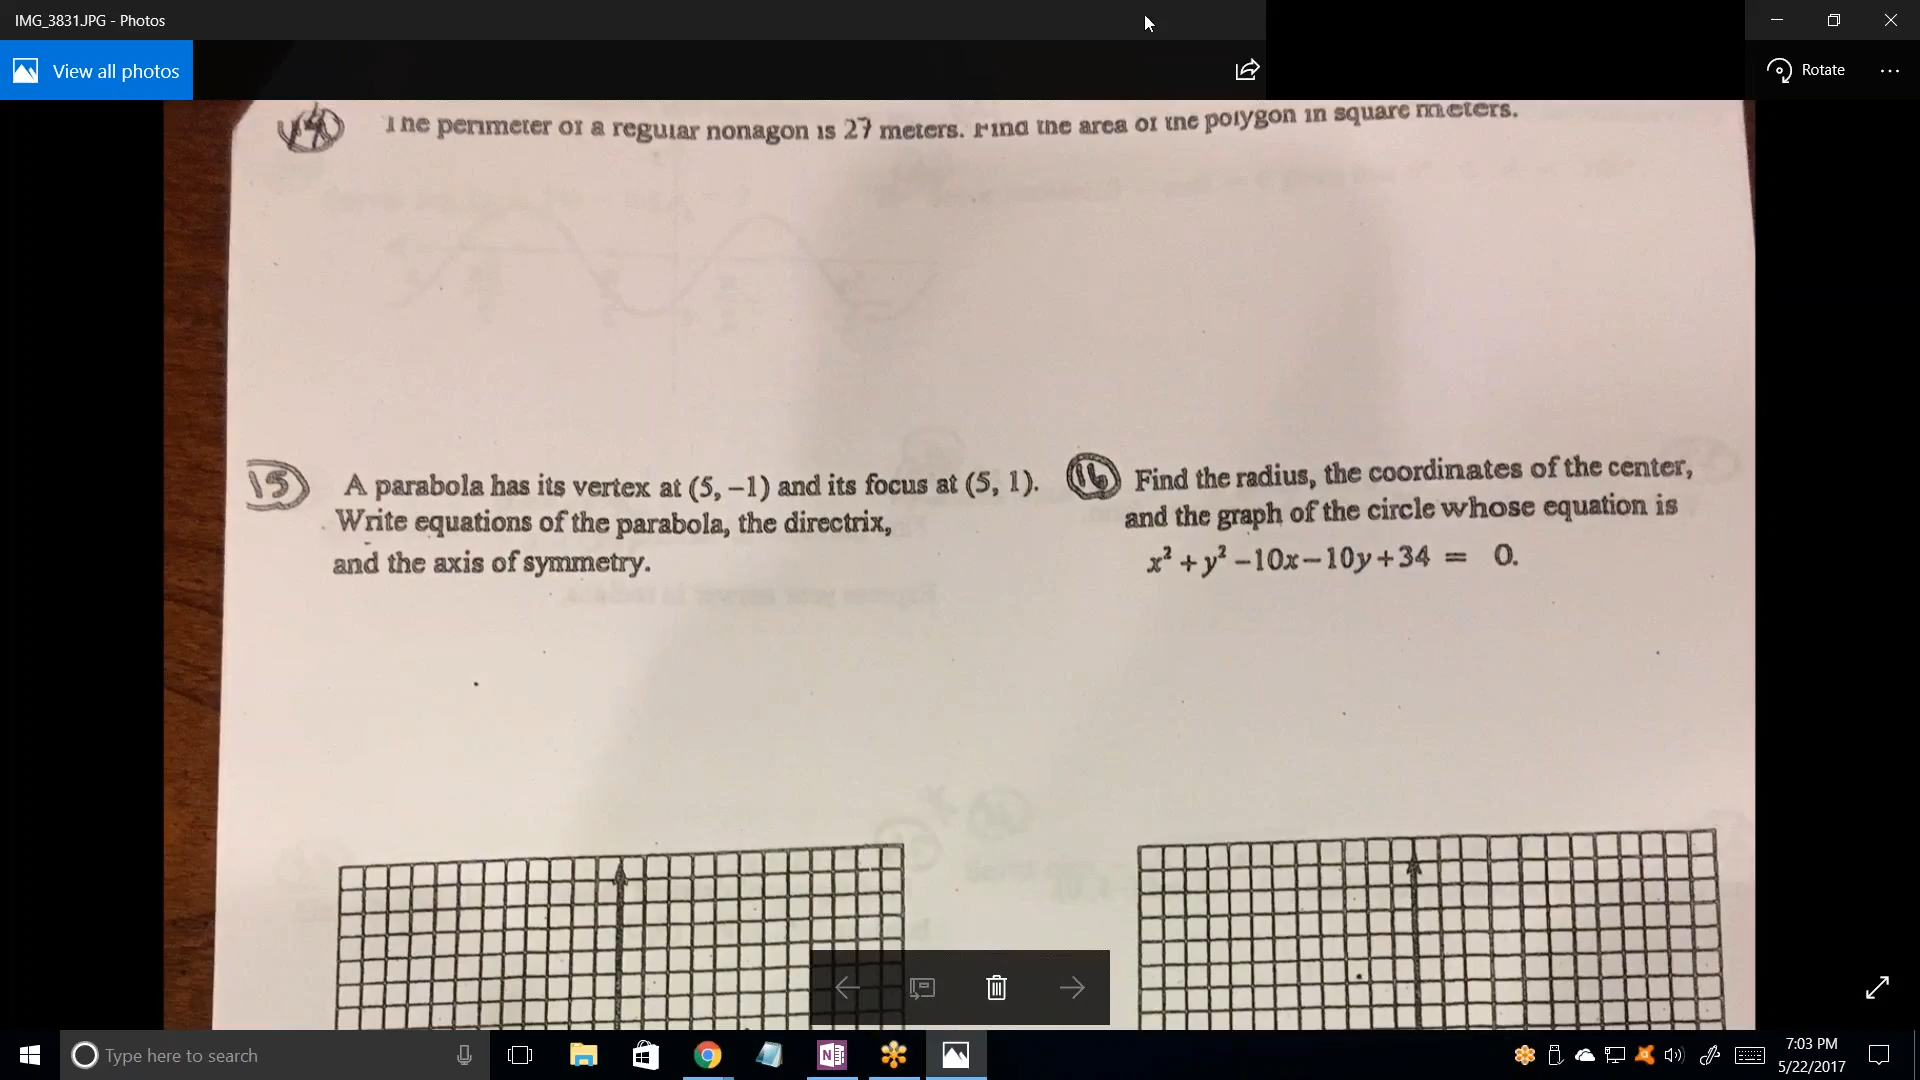 IMG_3831.JPG - Photos
View all photos
Rotate
14 The perimeter of a regular nonagon is 27 meters. Find the area of the polygon in square meters.
15 A parabola has its vertex at (5, −1) and its focus at (5, 1).
Write equations of the parabola, the directrix,
and the axis of symmetry.
16 Find the radius, the coordinates of the center,
and the graph of the circle whose equation is
x² + y² − 10x − 10y + 34 = 0.
Type here to search
7:03 PM
5/22/2017